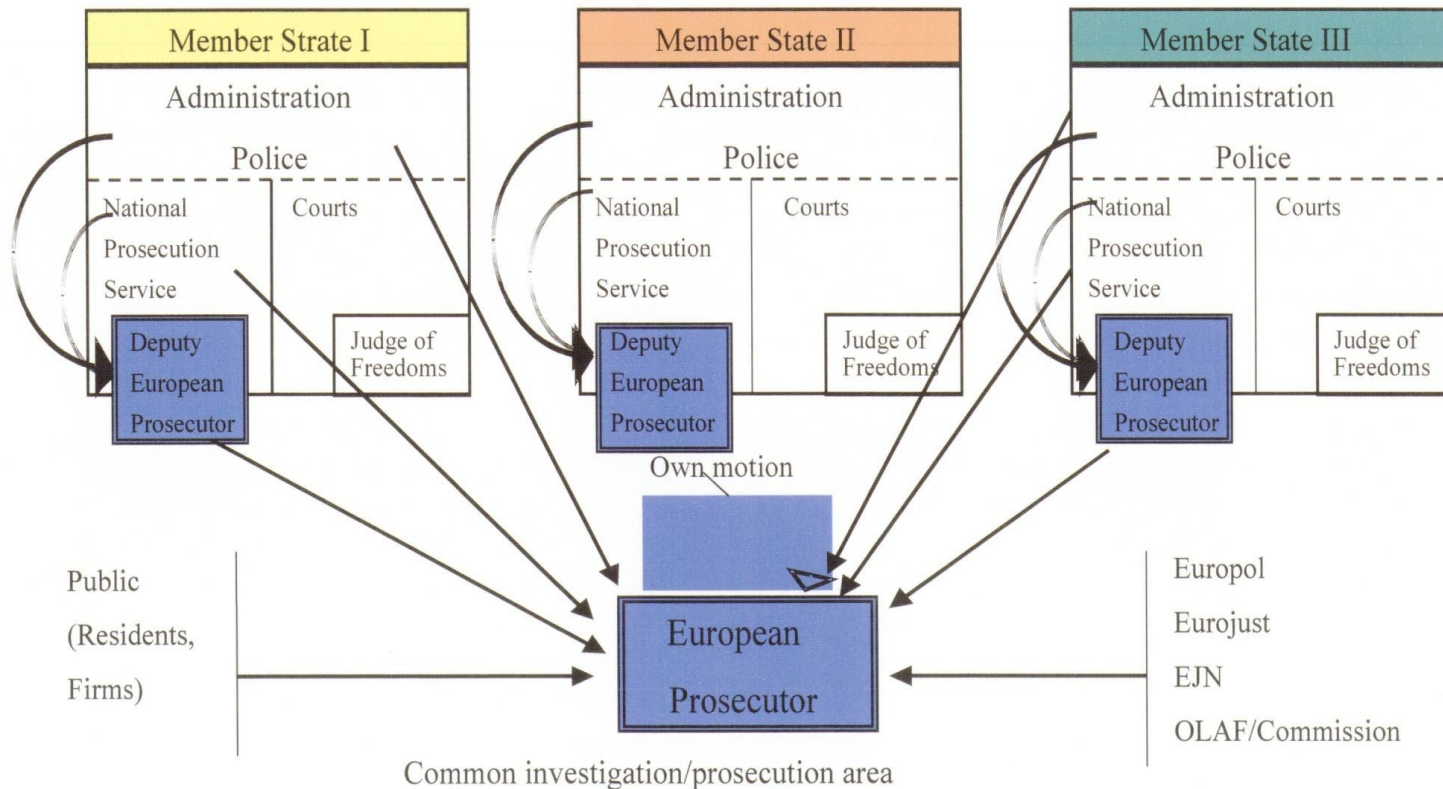 Member Strate I
Administration
Police
National
Prosecution
Service
Courts
Deputy
European
Prosecutor
Judge of
Freedoms
Member State II
Administration
Police
National
Prosecution
Service
Courts
Deputy
European
Prosecutor
Judge of
Freedoms
Member State III
Administration
Police
National
Prosecution
Service
Courts
Deputy
European
Prosecutor
Judge of
Freedoms
Own motion
Public
(Residents,
Firms)
European
Prosecutor
Europol
Eurojust
EJN
OLAF/Commission
Common investigation/prosecution area